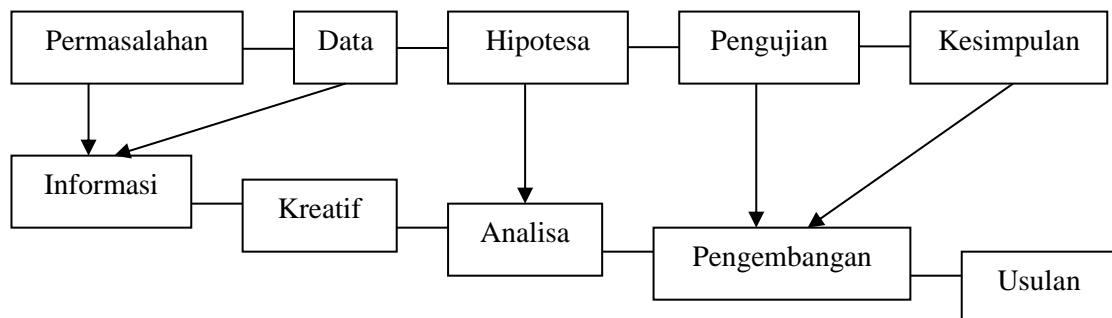 Permasalahan
Data
Hipotesa
Pengujian
Kesimpulan
Informasi
Kreatif
Analisa
Pengembangan
Usulan